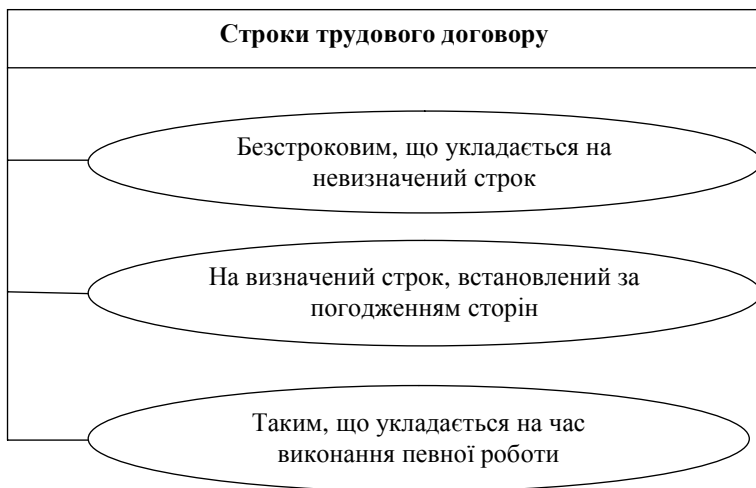 Строки трудового договору
Безстроковим, що укладається на
невизначений строк
На визначений строк, встановлений за
погодженням сторін
Таким, що укладається на час
виконання певної роботи